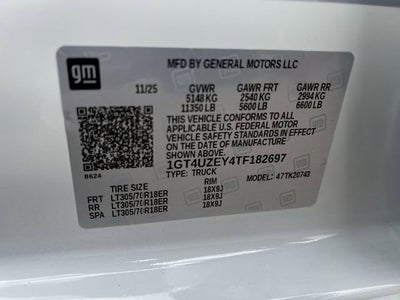 gm
MFD BY GENERAL MOTORS LLC
11/25 GVWR GAWR FRT GAWR RR
5148 KG 2540 KG 2994 KG
11350 LB 5600 LB 6600 LB
THIS VEHICLE CONFORMS TO ALL
APPLICABLE U.S. FEDERAL MOTOR
VEHICLE SAFETY STANDARDS IN EFFECT
ON THE DATE OF MANUFACTURE
SHOWN ABOVE.
1GT4UZEY4TF182697
8624 TYPE: TRUCK MODEL: 4TTK20743
TIRE SIZE RIM
FRT LT305/70R18ER 18X9J
RR LT305/70R18ER 18X9J
SPA LT305/70R18ER 18X9J